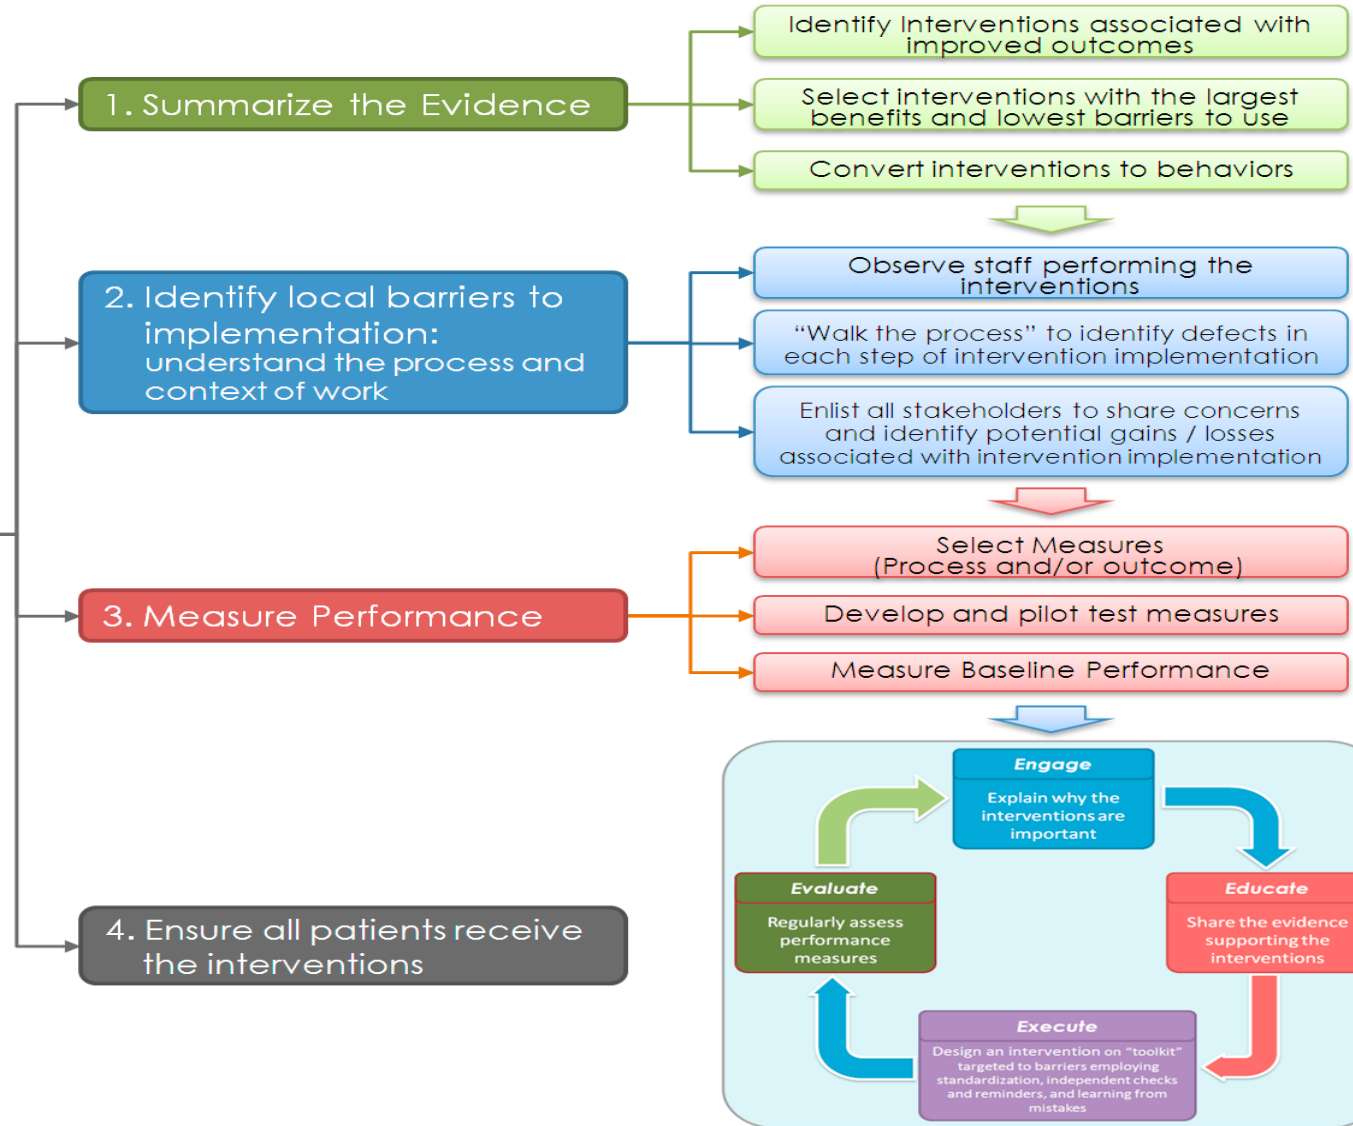 1. Summarize the Evidence
Identify Interventions associated with
improved outcomes
Select interventions with the largest
benefits and lowest barriers to use
Convert interventions to behaviors
2. Identify local barriers to
implementation:
understand the process and
context of work
Observe staff performing the
interventions
“Walk the process” to identify defects in
each step of intervention implementation
Enlist all stakeholders to share concerns
and identify potential gains / losses
associated with intervention implementation
3. Measure Performance
Select Measures
(Process and/or outcome)
Develop and pilot test measures
Measure Baseline Performance
4. Ensure all patients receive
the interventions
Engage
Explain why the
interventions are
important
Educate
Share the evidence
supporting the
interventions
Execute
Design an intervention on “toolkit”
targeted to barriers employing
standardization, independent checks
and reminders, and learning from
mistakes
Evaluate
Regularly assess
performance
measures